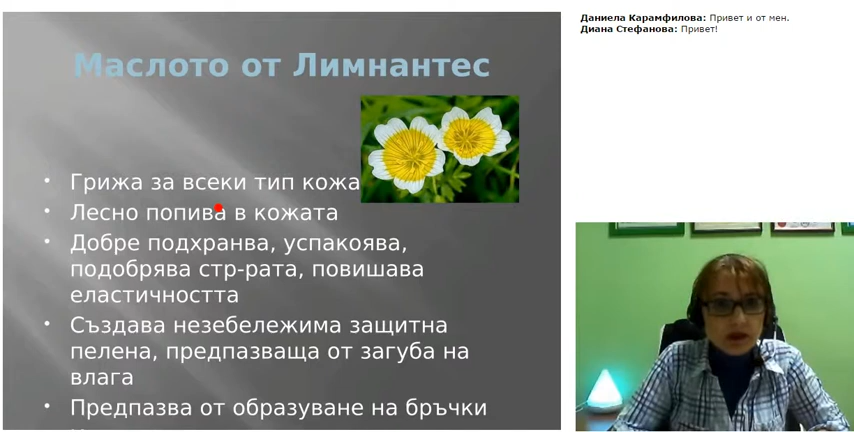 Маслото от Лимнантес
Грижа за всеки тип кожа
Лесно попива в кожата
Добре подхранва, успакоява,
подобрява стр-рата, повишава
еластичността
Създава незебележима защитна
пелена, предпазваща от загуба на
влага
Предпазва от образуване на бръчки
Даниела Карамфилова: Привет и от мен.
Диана Стефанова: Привет!